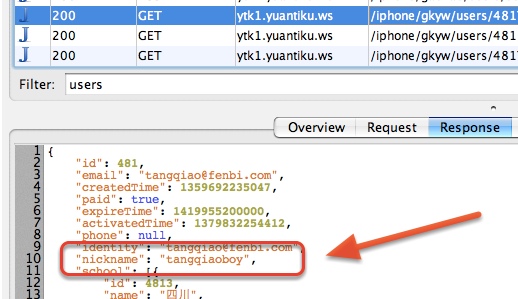 200 GET ytk1.yuantiku.ws /iphone/gkyw/users/481
200 GET ytk1.yuantiku.ws /iphone/gkyw/users/481
200 GET ytk1.yuantiku.ws /iphone/gkyw/users/481
Filter: users
Overview Request Response
1 {
2 "id": 481,
3 "email": "tangqiao@fenbi.com",
4 "createdTime": 1359692235047,
5 "paid": true,
6 "expireTime": 1419955200000,
7 "activatedTime": 1379832254412,
8 "phone": null,
9 "identity": "tangqiao@fenbi.com"
10 "nickname": "tangqiaoboy",
11 "school": [{
12 "id": 4813,
13 "name": "四川"